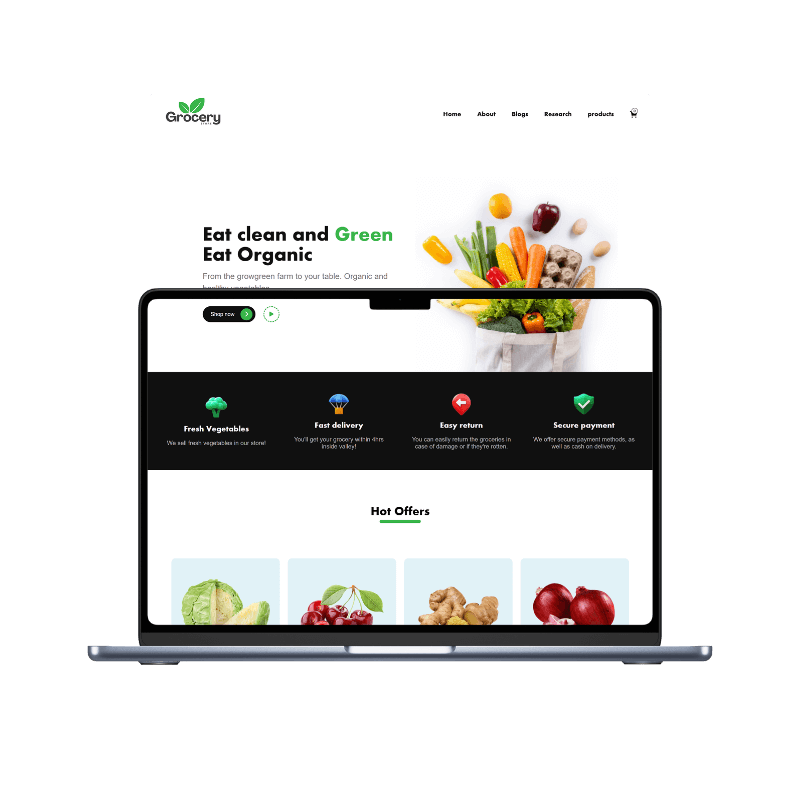 Grocery
Home About Blogs Research products
Eat clean and Green
Eat Organic
From the growgreen farm to your table. Organic and
healthy vegetables
Shop now
Fresh Vegetables
We sell fresh vegetables in our store!
Fast delivery
You'll get your grocery within 4hrs
inside valley!
Easy return
You can easily return the groceries in
case of damage or if they're rotten.
Secure payment
We offer secure payment methods, as
well as cash on delivery.
Hot Offers